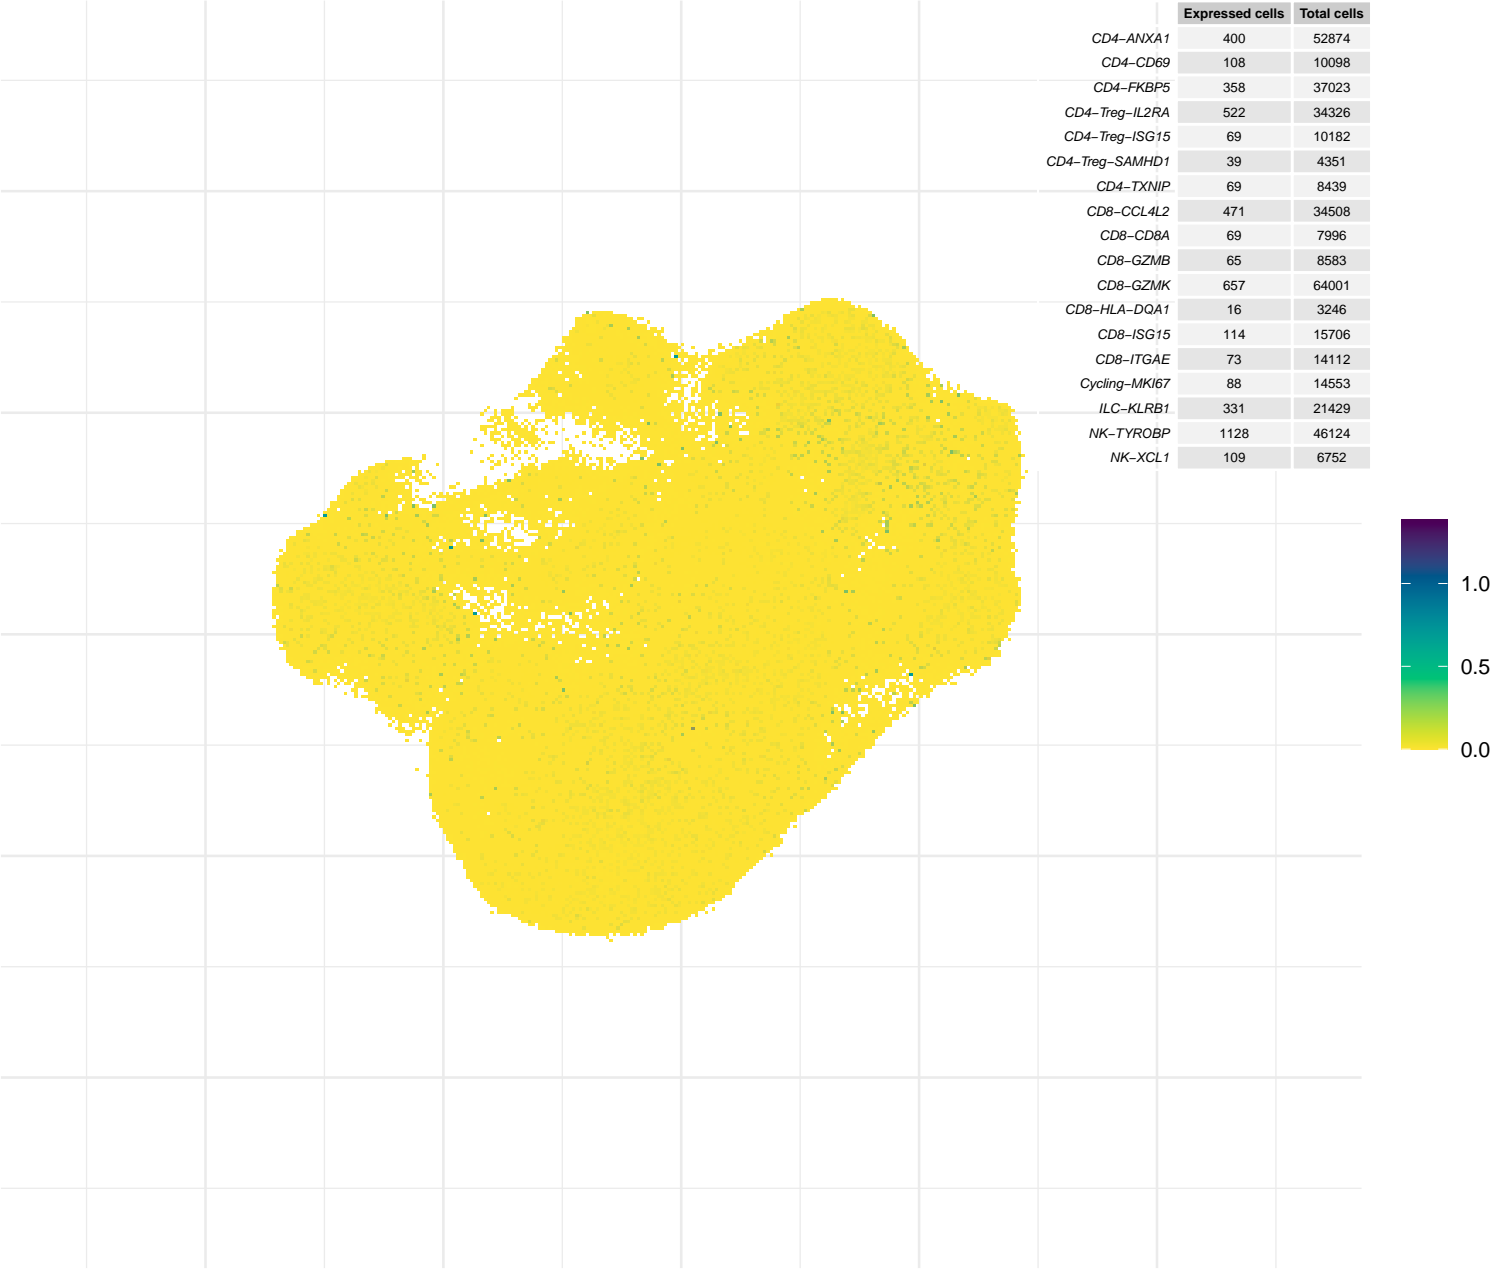 Expressed cells Total cells
CD4−ANXA1 400 52874
CD4−CD69 108 10098
CD4−FKBP5 358 37023
CD4−Treg−IL2RA 522 34326
CD4−Treg−ISG15 69 10182
CD4−Treg−SAMHD1 39 4351
CD4−TXNIP 69 8439
CD8−CCL4L2 471 34508
CD8−CD8A 69 7996
CD8−GZMB 65 8583
CD8−GZMK 657 64001
CD8−HLA−DQA1 16 3246
CD8−ISG15 114 15706
CD8−ITGAE 73 14112
Cycling−MKI67 88 14553
ILC−KLRB1 331 21429
NK−TYROBP 1128 46124
NK−XCL1 109 6752
1.0
0.5
0.0